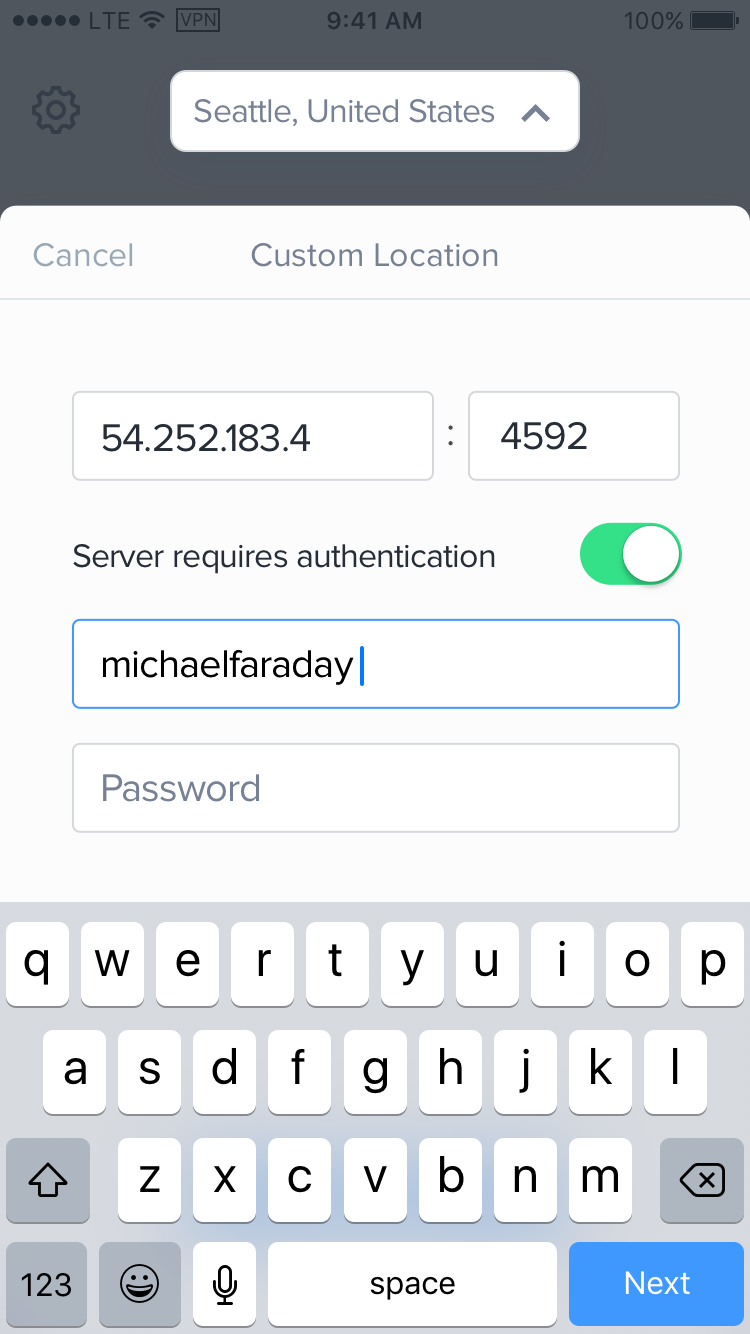 LTE VPN 9:41 AM 100%
Seattle, United States
Cancel Custom Location
54.252.183.4 : 4592
Server requires authentication
michaelfaraday
Password
q w e r t y u i o p
a s d f g h j k l
z x c v b n m
123 space Next